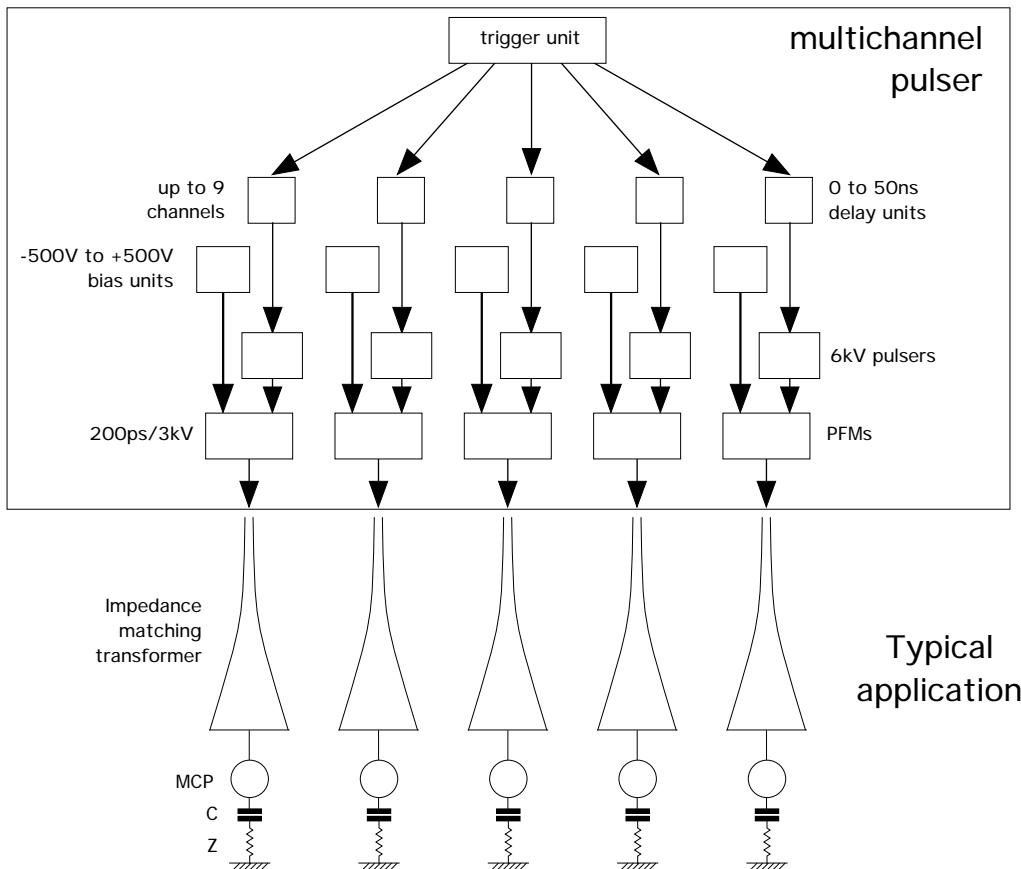 trigger unit
multichannel
pulser
up to 9
channels
0 to 50ns
delay units
-500V to +500V
bias units
6kV pulsers
200ps/3kV
PFMs
Impedance
matching
transformer
Typical
application
MCP
C
Z